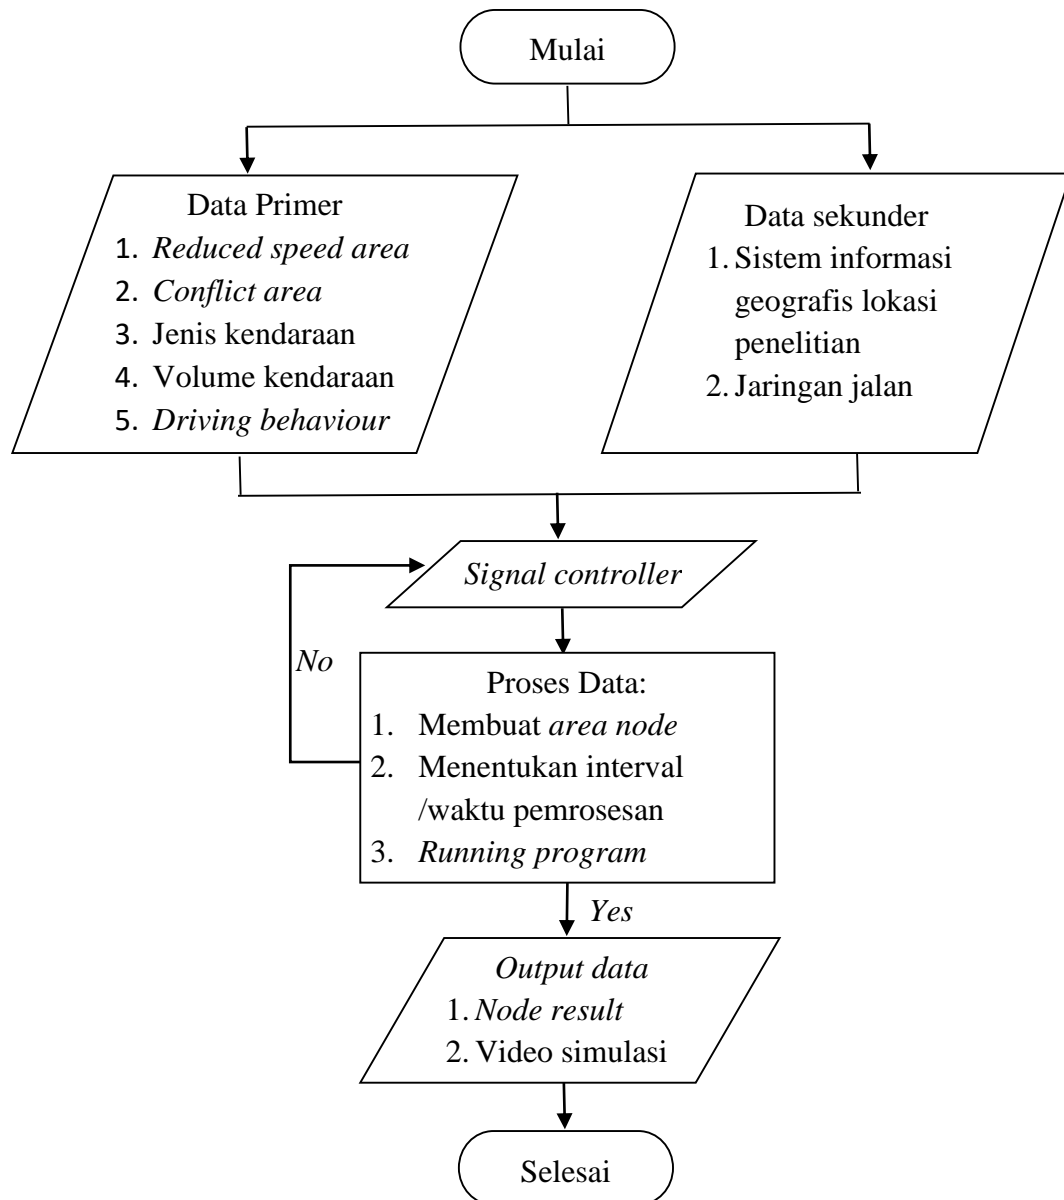 Mulai
Data Primer
1. Reduced speed area
2. Conflict area
3. Jenis kendaraan
4. Volume kendaraan
5. Driving behaviour
Data sekunder
1. Sistem informasi
geografis lokasi
penelitian
2. Jaringan jalan
Signal controller
No
Proses Data:
1. Membuat area node
2. Menentukan interval
/waktu pemrosesan
3. Running program
Yes
Output data
1. Node result
2. Video simulasi
Selesai